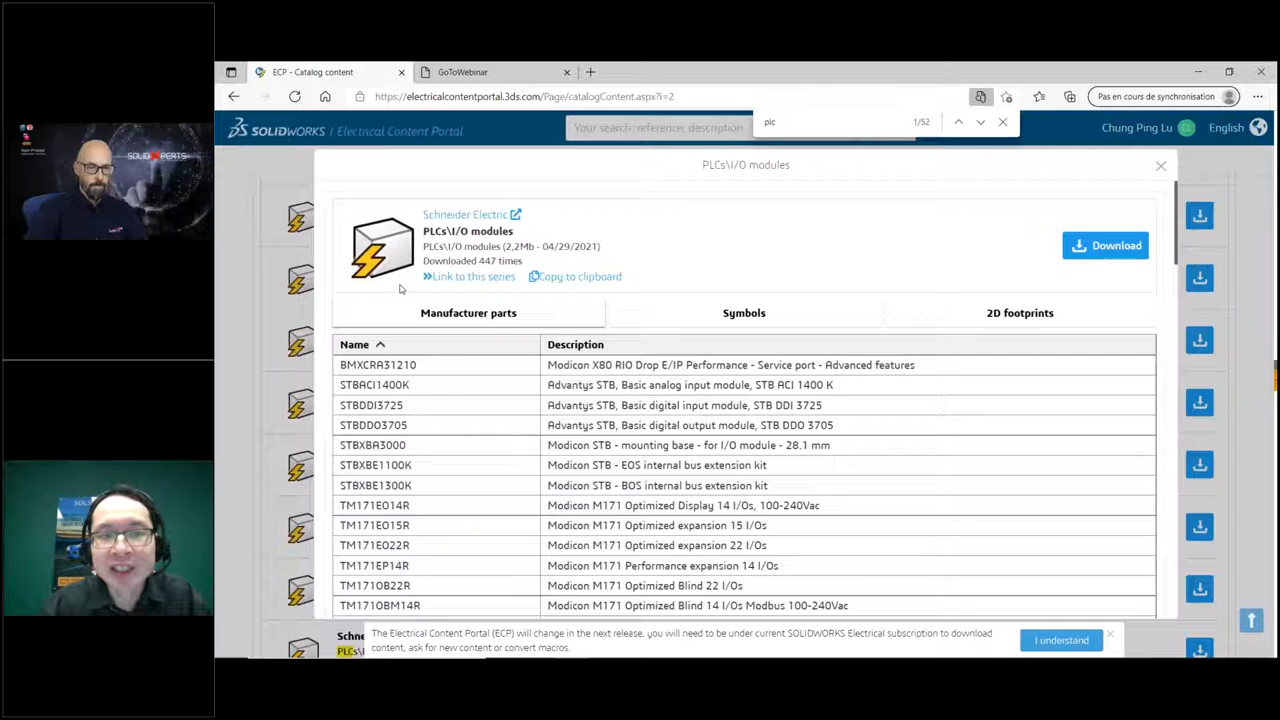 ECP - Catalog content
GoToWebinar
https://electricalcontentportal.3ds.com/Page/catalogContent.aspx?i=2
Pas en cours de synchronisation
plc
1/52
SOLIDWORKS | Electrical Content Portal
Your search: reference, description
Chung Ping Lu
CL
English
PLCs\I/O modules
Schneider Electric
PLCs\I/O modules
PLCs\I/O modules (2,2Mb - 04/29/2021)
Downloaded 447 times
Link to this series
Copy to clipboard
Download
Manufacturer parts
Symbols
2D footprints
Name
Description
BMXCRA31210 Modicon X80 RIO Drop E/IP Performance - Service port - Advanced features
STBACI1400K Advantys STB, Basic analog input module, STB ACI 1400 K
STBDDI3725 Advantys STB, Basic digital input module, STB DDI 3725
STBDDO3705 Advantys STB, Basic digital output module, STB DDO 3705
STBXBA3000 Modicon STB - mounting base - for I/O module - 28.1 mm
STBXBE1100K Modicon STB - EOS internal bus extension kit
STBXBE1300K Modicon STB - BOS internal bus extension kit
TM171EO14R Modicon M171 Optimized Display 14 I/Os, 100-240Vac
TM171EO15R Modicon M171 Optimized expansion 15 I/Os
TM171EO22R Modicon M171 Optimized expansion 22 I/Os
TM171EP14R Modicon M171 Performance expansion 14 I/Os
TM171OB22R Modicon M171 Optimized Blind 22 I/Os
TM171OBM14R Modicon M171 Optimized Blind 14 I/Os Modbus 100-240Vac
Schne
PLCs\I
The Electrical Content Portal (ECP) will change in the next release, you will need to be under current SOLIDWORKS Electrical subscription to download
content, ask for new content or convert macros.
I understand
SOLIDXPERTS